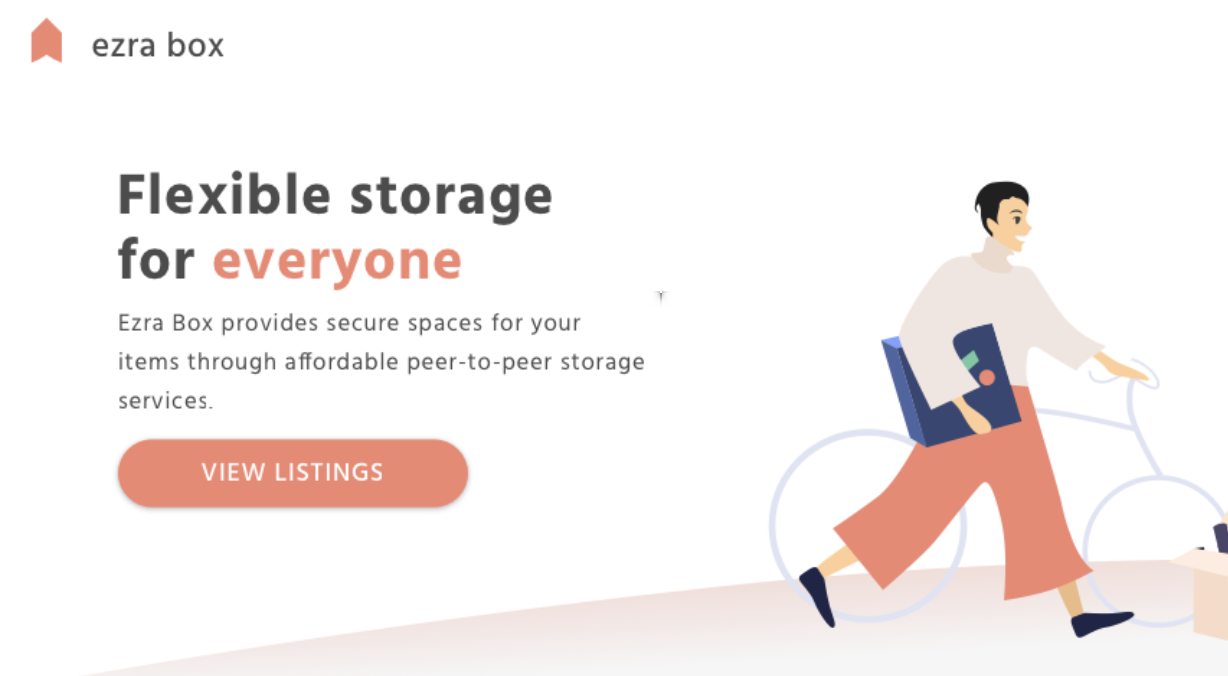 ezra box
Flexible storage
for everyone
Ezra Box provides secure spaces for your
items through affordable peer-to-peer storage
services.
VIEW LISTINGS